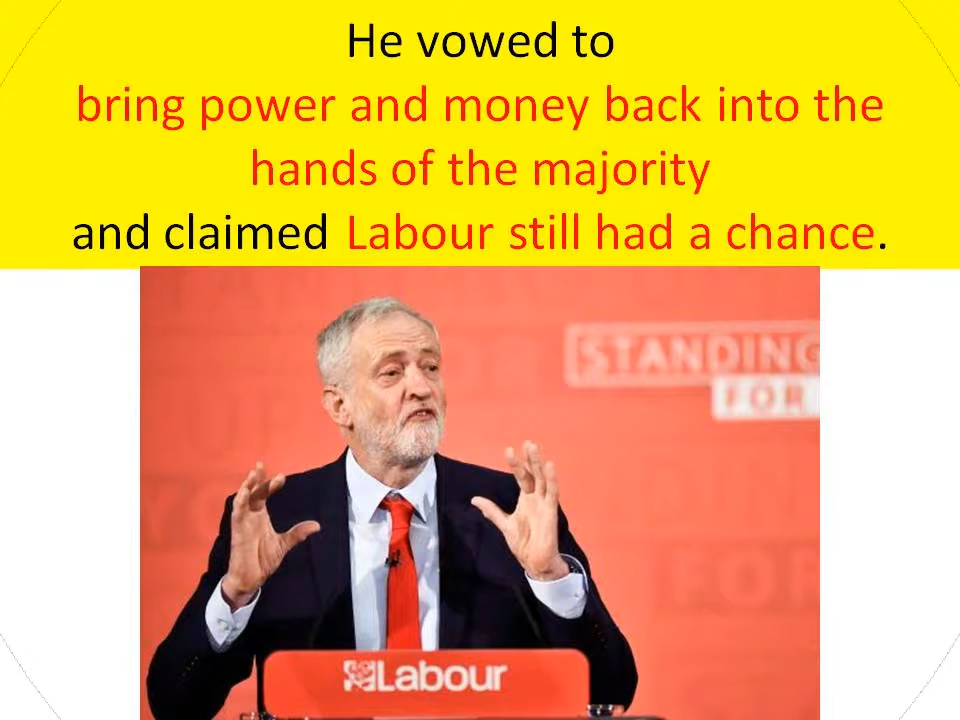 He vowed to
bring power and money back into the
hands of the majority
and claimed Labour still had a chance.
STANDING
FOR
Labour